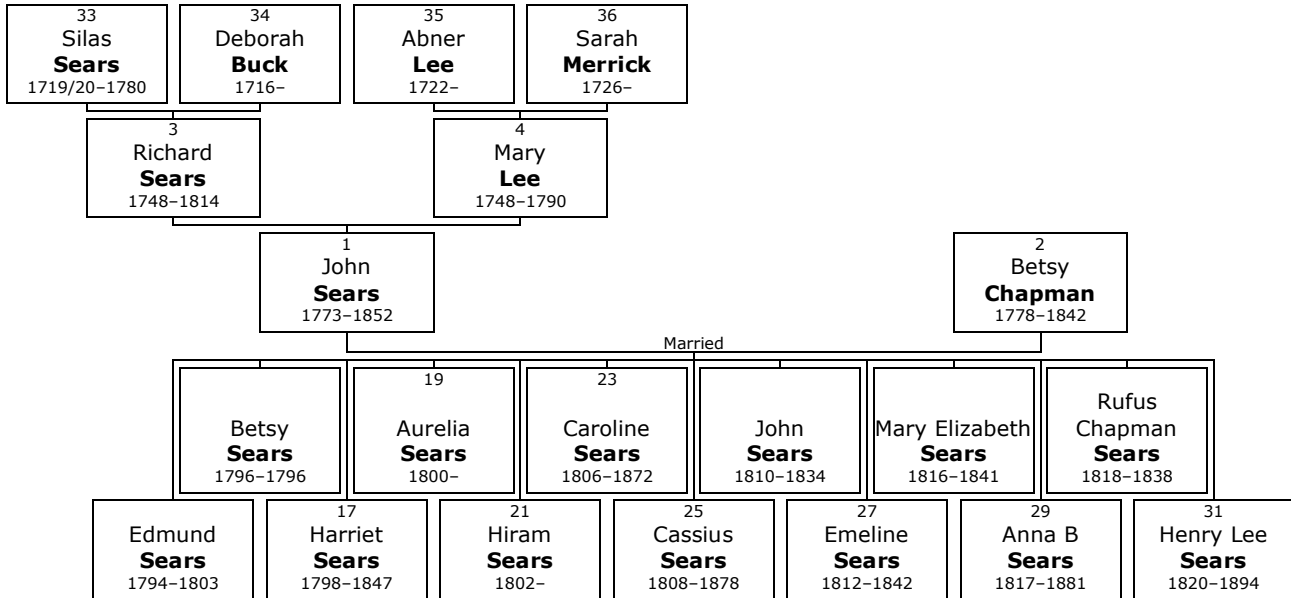 33
Silas
Sears
1719/20–1780
34
Deborah
Buck
1716–
35
Abner
Lee
1722–
36
Sarah
Merrick
1726–
3
Richard
Sears
1748–1814
4
Mary
Lee
1748–1790
1
John
Sears
1773–1852
2
Betsy
Chapman
1778–1842
Married
Betsy
Sears
1796–1796
19
Aurelia
Sears
1800–
23
Caroline
Sears
1806–1872
John
Sears
1810–1834
Mary Elizabeth
Sears
1816–1841
Rufus
Chapman
Sears
1818–1838
Edmund
Sears
1794–1803
17
Harriet
Sears
1798–1847
21
Hiram
Sears
1802–
25
Cassius
Sears
1808–1878
27
Emeline
Sears
1812–1842
29
Anna B
Sears
1817–1881
31
Henry Lee
Sears
1820–1894